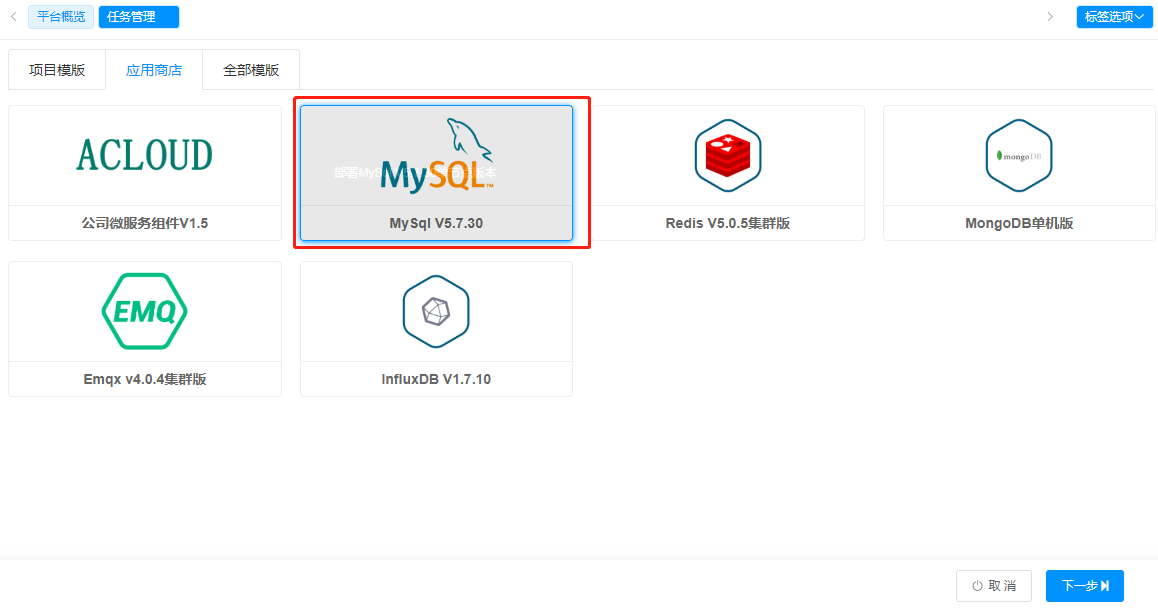 平台概览 任务管理 标签选项
项目模版 应用商店 全部模版
ACLOUD
公司微服务组件V1.5
部署MyS
版本
MySQL™
MySql V5.7.30
Redis V5.0.5集群版
mongoDB
MongoDB单机版
EMQ
Emqx v4.0.4集群版
InfluxDB V1.7.10
取 消 下一步